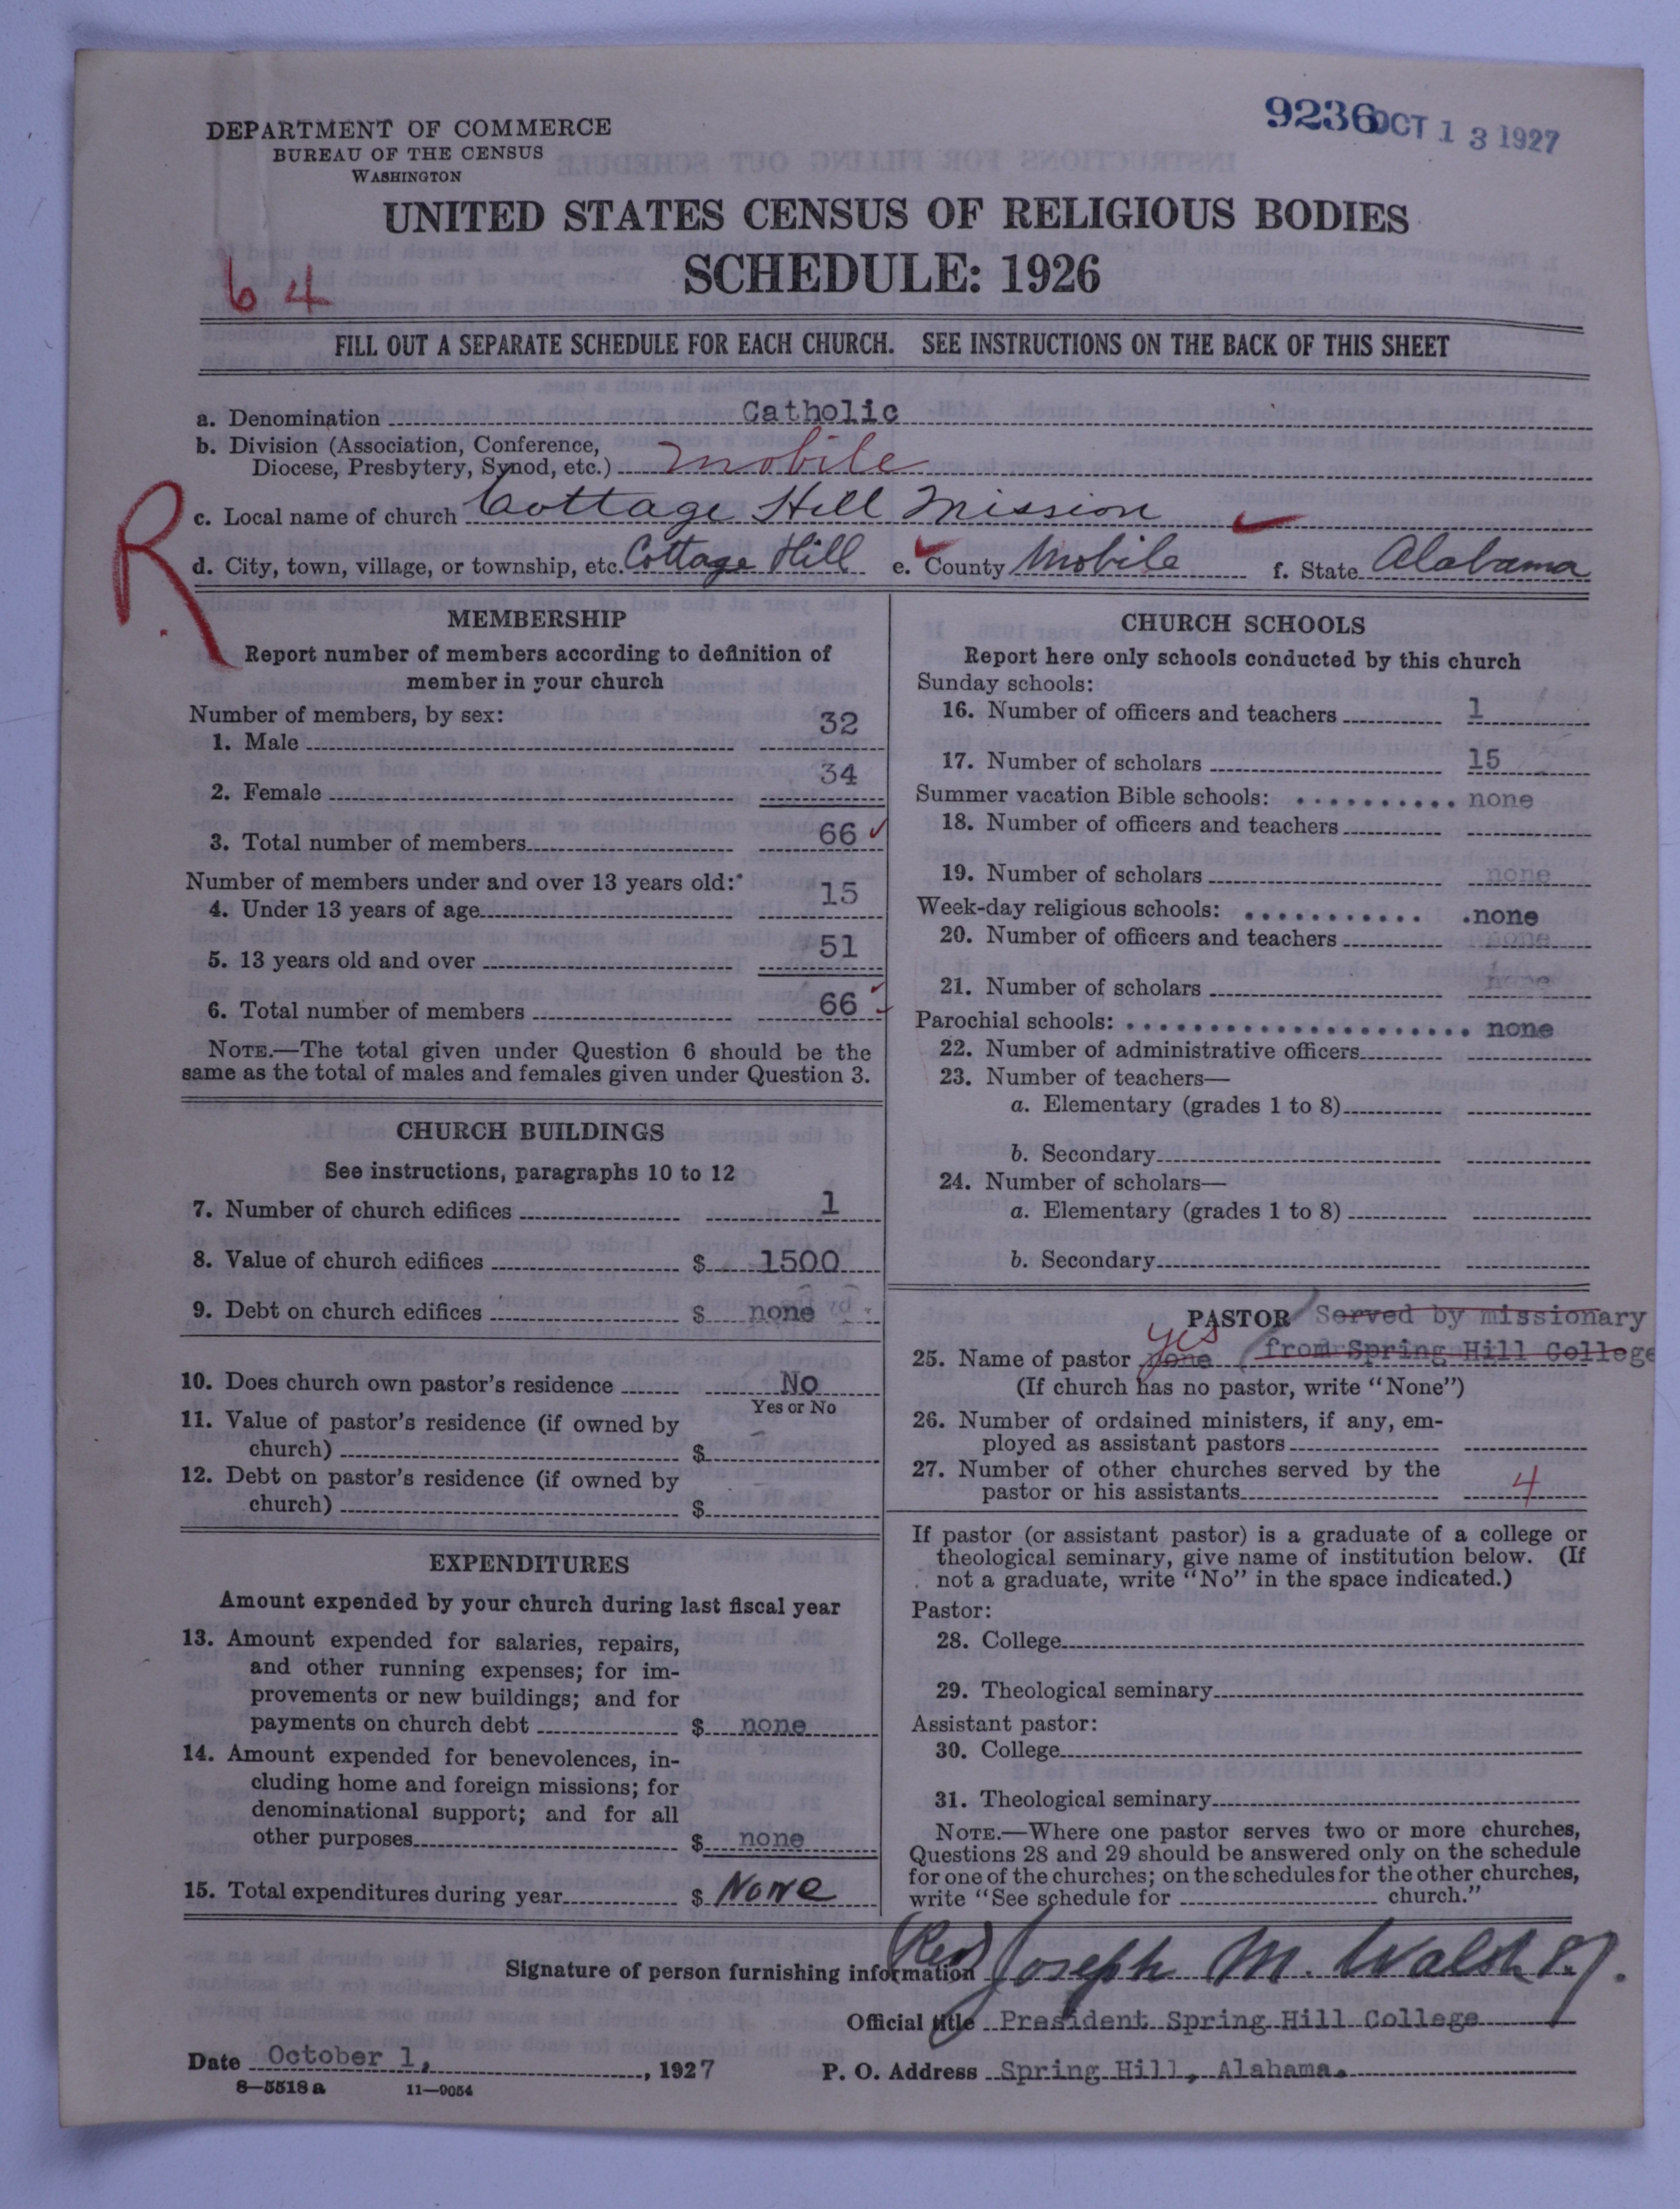 9236 OCT 13 1927
DEPARTMENT OF COMMERCE
BUREAU OF THE CENSUS
WASHINGTON
UNITED STATES CENSUS OF RELIGIOUS BODIES
SCHEDULE: 1926
64
FILL OUT A SEPARATE SCHEDULE FOR EACH CHURCH. SEE INSTRUCTIONS ON THE BACK OF THIS SHEET
a. Denomination Catholic
b. Division (Association, Conference,
Diocese, Presbytery, Synod, etc.) Mobile
R
c. Local name of church Cottage Hill Mission
d. City, town, village, or township, etc. Cottage Hill e. County Mobile f. State Alabama
MEMBERSHIP
Report number of members according to definition of
member in your church
Number of members, by sex:
1. Male 32
2. Female 34
3. Total number of members 66
Number of members under and over 13 years old:
4. Under 13 years of age 15
5. 13 years old and over 51
6. Total number of members 66
NOTE.—The total given under Question 6 should be the
same as the total of males and females given under Question 3.
CHURCH BUILDINGS
See instructions, paragraphs 10 to 12
7. Number of church edifices 1
8. Value of church edifices $ 1500
9. Debt on church edifices $ none
10. Does church own pastor's residence No
Yes or No
11. Value of pastor's residence (if owned by
church) $
12. Debt on pastor's residence (if owned by
church) $
EXPENDITURES
Amount expended by your church during last fiscal year
13. Amount expended for salaries, repairs,
and other running expenses; for im-
provements or new buildings; and for
payments on church debt $ none
14. Amount expended for benevolences, in-
cluding home and foreign missions; for
denominational support; and for all
other purposes $ none
15. Total expenditures during year $ None
CHURCH SCHOOLS
Report here only schools conducted by this church
Sunday schools:
16. Number of officers and teachers 1
17. Number of scholars 15
Summer vacation Bible schools: .......... none
18. Number of officers and teachers
19. Number of scholars none
Week-day religious schools: ........... .none
20. Number of officers and teachers none
21. Number of scholars none
Parochial schools: ..................... none
22. Number of administrative officers
23. Number of teachers—
a. Elementary (grades 1 to 8)
b. Secondary
24. Number of scholars—
a. Elementary (grades 1 to 8)
b. Secondary
PASTOR Served by missionary
yes
25. Name of pastor none (from Spring Hill College
(If church has no pastor, write "None")
26. Number of ordained ministers, if any, em-
ployed as assistant pastors
27. Number of other churches served by the
pastor or his assistants 4
If pastor (or assistant pastor) is a graduate of a college or
theological seminary, give name of institution below. (If
not a graduate, write "No" in the space indicated.)
Pastor:
28. College
29. Theological seminary
Assistant pastor:
30. College
31. Theological seminary
NOTE.—Where one pastor serves two or more churches,
Questions 28 and 29 should be answered only on the schedule
for one of the churches; on the schedules for the other churches,
write "See schedule for church."
Signature of person furnishing information (Rev) Joseph M. Walsh S.J.
Official title President Spring Hill College
Date October 1, , 1927 P. O. Address Spring Hill, Alabama.
8—5518 a 11—9054